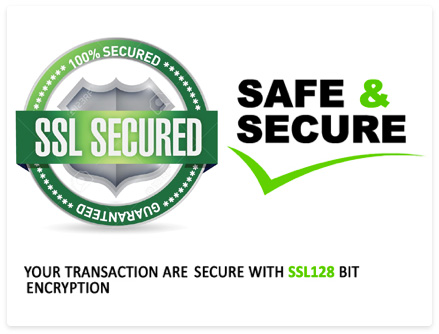 100% SECURED
SSL SECURED
GUARANTEED
SAFE &
SECURE
YOUR TRANSACTION ARE SECURE WITH SSL128 BIT
ENCRYPTION